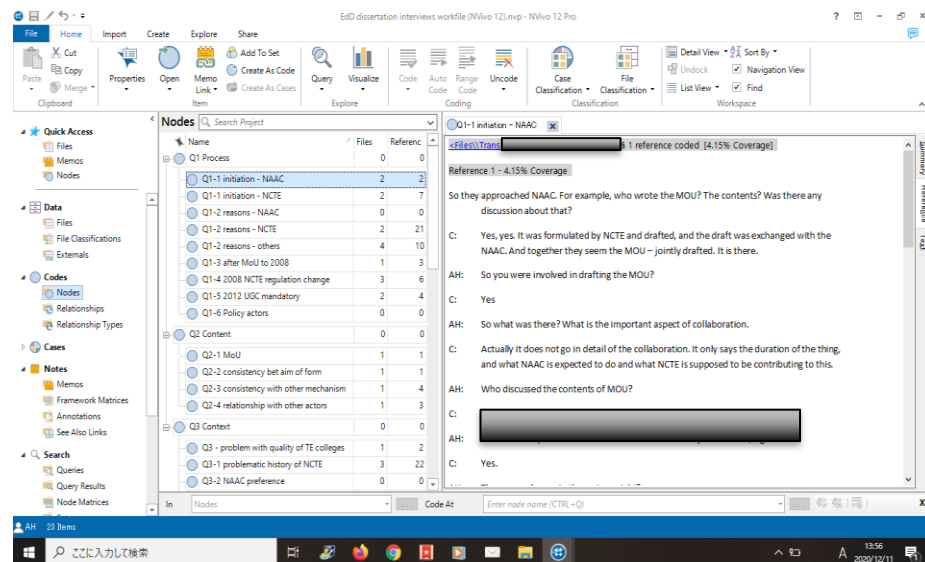 EdD dissertation interviews workfile (NVivo 12).nvp - NVivo 12 Pro
File Home Import Create Explore Share
Paste
Cut
Copy
Merge
Clipboard
Properties
Open
Memo Link
Add To Set
Create As Code
Create As Cases
Item
Query
Visualize
Explore
Code
Auto Code
Range Code
Uncode
Coding
Case Classification
File Classification
Classification
Detail View
Sort By
Undock
Navigation View
List View
Find
Workspace
Quick Access
Files
Memos
Nodes
Data
Files
File Classifications
Externals
Codes
Nodes
Relationships
Relationship Types
Cases
Notes
Memos
Framework Matrices
Annotations
See Also Links
Search
Queries
Query Results
Node Matrices
Nodes Search Project
Name Files Referenc
Q1 Process 0 0
Q1-1 initiation - NAAC 2 2
Q1-1 initiation - NCTE 2 7
Q1-2 reasons - NAAC 0 0
Q1-2 reasons - NCTE 2 21
Q1-2 reasons - others 4 10
Q1-3 after MoU to 2008 1 3
Q1-4 2008 NCTE regulation change 3 6
Q1-5 2012 UGC mandatory 2 4
Q1-6 Policy actors 0 0
Q2 Content 0 0
Q2-1 MoU 1 1
Q2-2 consistency bet aim of form 1 1
Q2-3 consistency with other mechanism 1 4
Q2-4 relationship with other actors 1 3
Q3 Context 0 0
Q3 - problem with quality of TE colleges 1 2
Q3-1 problematic history of NCTE 3 22
Q3-2 NAAC preference 0 0
Q1-1 initiation - NAAC
<Files\\Trans § 1 reference coded [4.15% Coverage]
Reference 1 - 4.15% Coverage
So they approached NAAC. For example, who wrote the MOU? The contents? Was there any
discussion about that?
C: Yes, yes. It was formulated by NCTE and drafted, and the draft was exchanged with the
NAAC. And together they seem the MOU – jointly drafted. It is there.
AH: So you were involved in drafting the MOU?
C: Yes
AH: So what was there? What is the important aspect of collaboration.
C: Actually it does not go in detail of the collaboration. It only says the duration of the thing,
and what NAAC is expected to do and what NCTE is supposed to be contributing to this.
AH: Who discussed the contents of MOU?
C:
AH:
C: Yes.
Summary
Reference
Text
In Nodes Code At Enter node name (CTRL+Q)
AH 23 Items
ここに入力して検索
A
13:56
2020/12/11